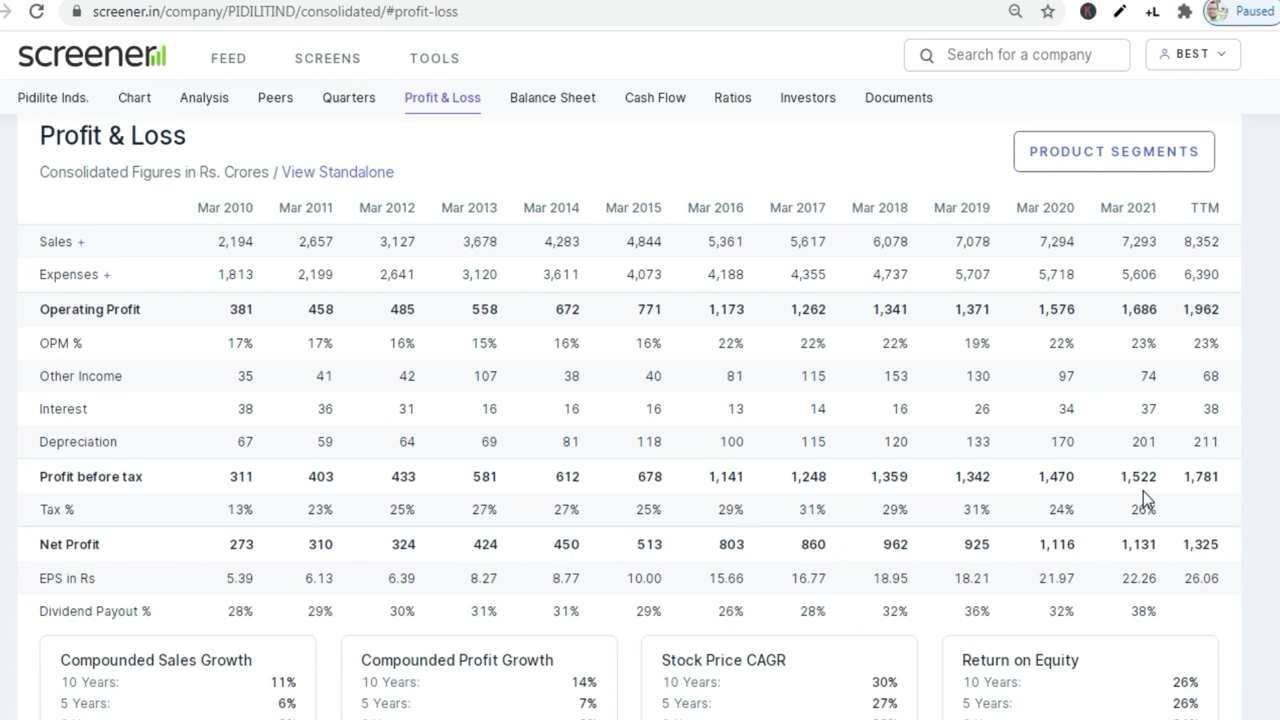 screener.in/company/PIDILITIND/consolidated/#profit-loss K +L Paused
screener FEED SCREENS TOOLS Search for a company BEST
Pidilite Inds. Chart Analysis Peers Quarters Profit & Loss Balance Sheet Cash Flow Ratios Investors Documents
Profit & Loss
PRODUCT SEGMENTS
Consolidated Figures in Rs. Crores / View Standalone
Mar 2010 Mar 2011 Mar 2012 Mar 2013 Mar 2014 Mar 2015 Mar 2016 Mar 2017 Mar 2018 Mar 2019 Mar 2020 Mar 2021 TTM
Sales + 2,194 2,657 3,127 3,678 4,283 4,844 5,361 5,617 6,078 7,078 7,294 7,293 8,352
Expenses + 1,813 2,199 2,641 3,120 3,611 4,073 4,188 4,355 4,737 5,707 5,718 5,606 6,390
Operating Profit 381 458 485 558 672 771 1,173 1,262 1,341 1,371 1,576 1,686 1,962
OPM % 17% 17% 16% 15% 16% 16% 22% 22% 22% 19% 22% 23% 23%
Other Income 35 41 42 107 38 40 81 115 153 130 97 74 68
Interest 38 36 31 16 16 16 13 14 16 26 34 37 38
Depreciation 67 59 64 69 81 118 100 115 120 133 170 201 211
Profit before tax 311 403 433 581 612 678 1,141 1,248 1,359 1,342 1,470 1,522 1,781
Tax % 13% 23% 25% 27% 27% 25% 29% 31% 29% 31% 24% 26%
Net Profit 273 310 324 424 450 513 803 860 962 925 1,116 1,131 1,325
EPS in Rs 5.39 6.13 6.39 8.27 8.77 10.00 15.66 16.77 18.95 18.21 21.97 22.26 26.06
Dividend Payout % 28% 29% 30% 31% 31% 29% 26% 28% 32% 36% 32% 38%
Compounded Sales Growth Compounded Profit Growth Stock Price CAGR Return on Equity
10 Years: 11% 10 Years: 14% 10 Years: 30% 10 Years: 26%
5 Years: 6% 5 Years: 7% 5 Years: 27% 5 Years: 26%